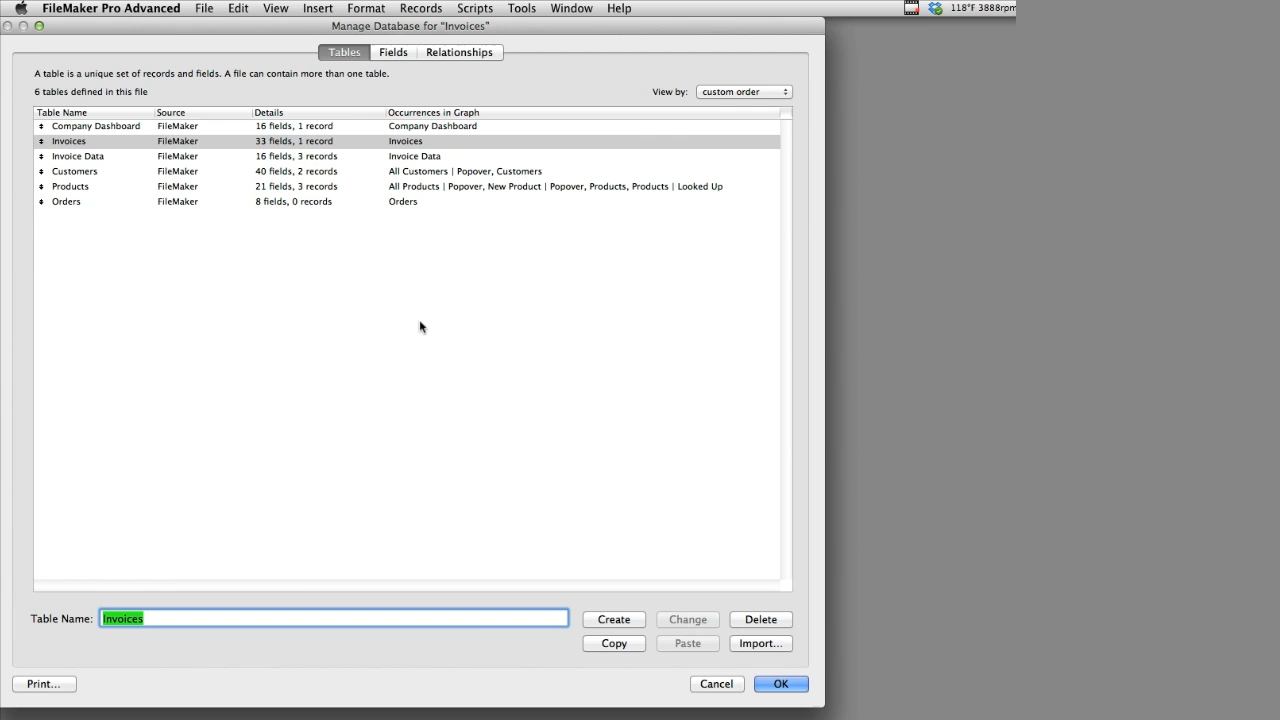 FileMaker Pro Advanced File Edit View Insert Format Records Scripts Tools Window Help 118°F 3888rpm
Manage Database for "Invoices"
Tables Fields Relationships
A table is a unique set of records and fields. A file can contain more than one table.
6 tables defined in this file View by: custom order
Table Name Source Details Occurrences in Graph
Company Dashboard FileMaker 16 fields, 1 record Company Dashboard
Invoices FileMaker 33 fields, 1 record Invoices
Invoice Data FileMaker 16 fields, 3 records Invoice Data
Customers FileMaker 40 fields, 2 records All Customers | Popover, Customers
Products FileMaker 21 fields, 3 records All Products | Popover, New Product | Popover, Products, Products | Looked Up
Orders FileMaker 8 fields, 0 records Orders
Table Name: Invoices Create Change Delete
Copy Paste Import...
Print... Cancel OK